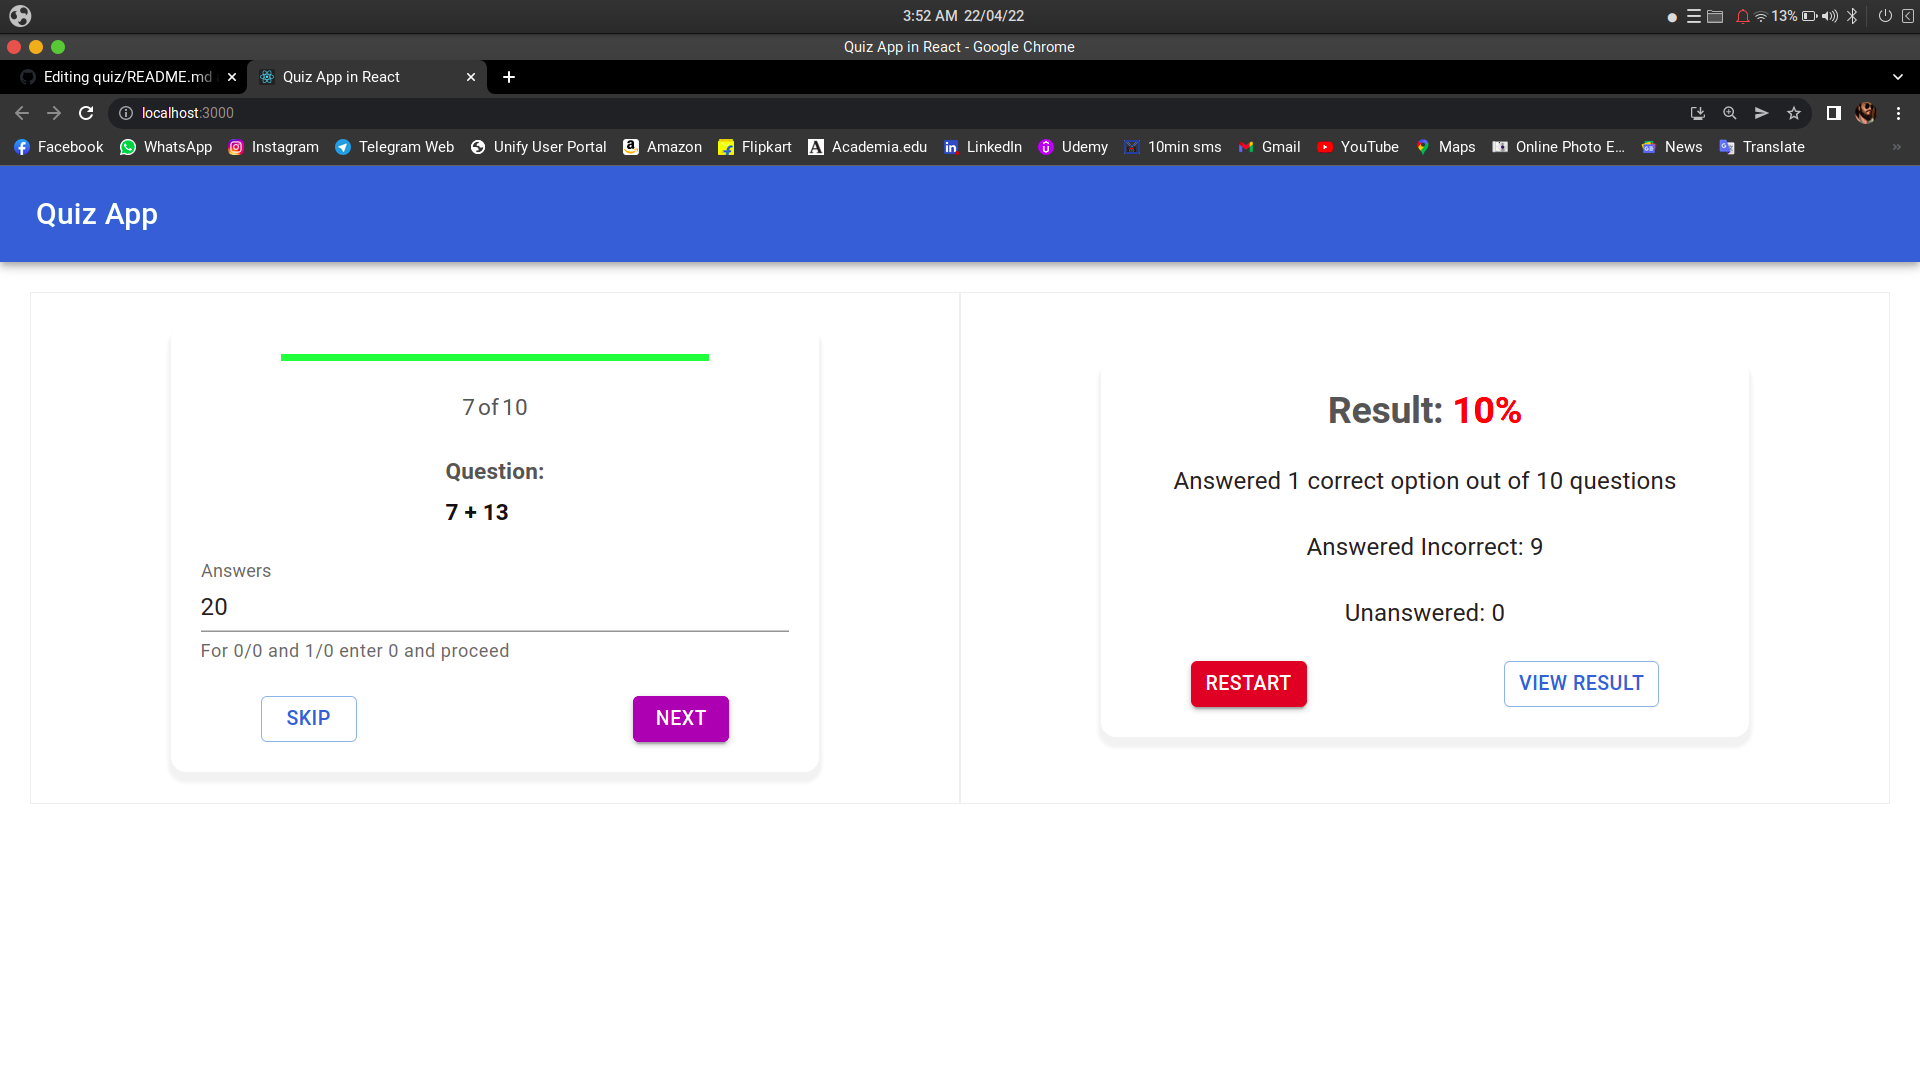 3:52 AM 22/04/22
13%
Quiz App in React - Google Chrome
Editing quiz/README.md
Quiz App in React
localhost:3000
Facebook
WhatsApp
Instagram
Telegram Web
Unify User Portal
Amazon
Flipkart
Academia.edu
LinkedIn
Udemy
10min sms
Gmail
YouTube
Maps
Online Photo E...
News
Translate
Quiz App
7 of 10
Question:
7 + 13
Answers
20
For 0/0 and 1/0 enter 0 and proceed
SKIP
NEXT
Result: 10%
Answered 1 correct option out of 10 questions
Answered Incorrect: 9
Unanswered: 0
RESTART
VIEW RESULT